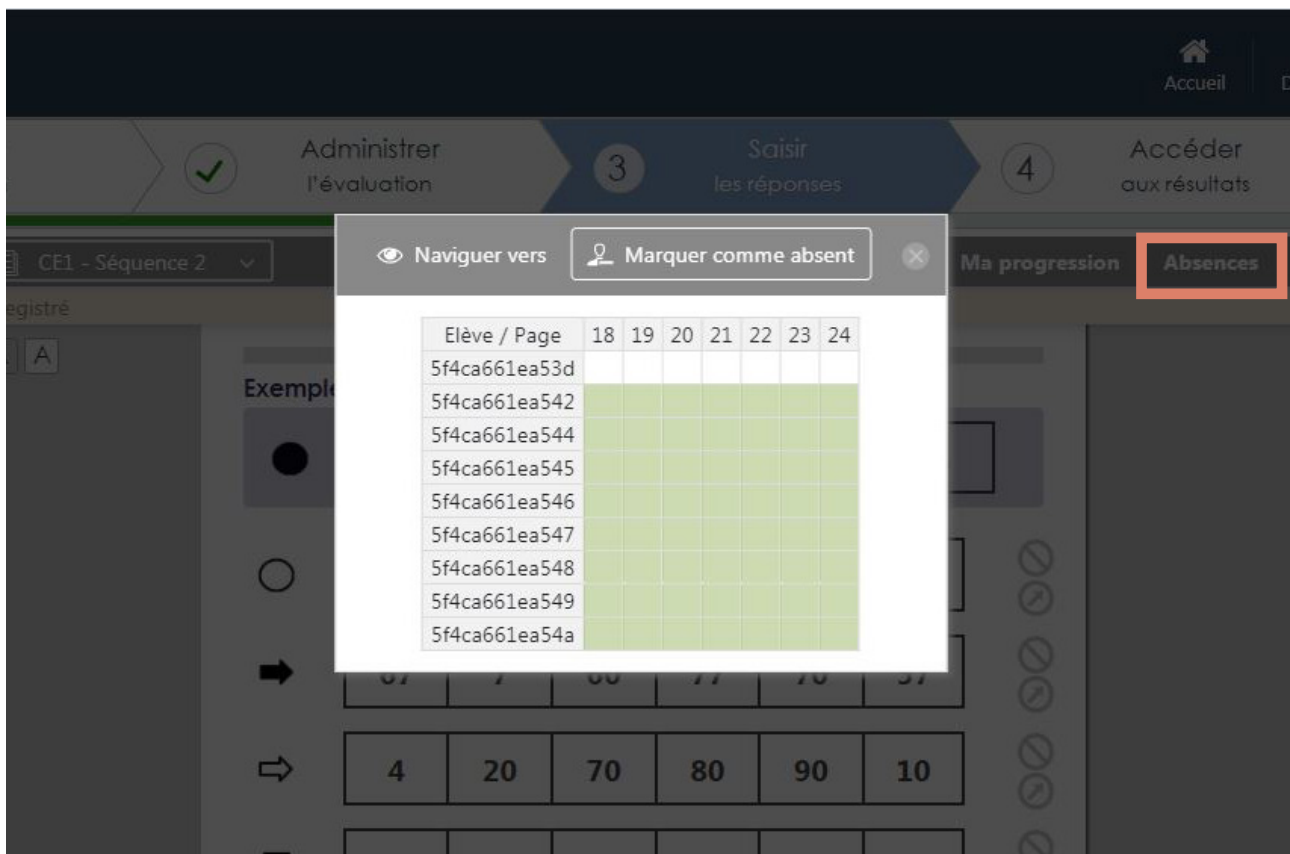 Accueil
Administrer
l'évaluation
3
Saisir
les réponses
4
Accéder
aux résultats
CE1 - Séquence 2
Naviguer vers
Marquer comme absent
Ma progression
Absences
A
Exemple
Elève / Page 18 19 20 21 22 23 24
5f4ca661ea53d
5f4ca661ea542
5f4ca661ea544
5f4ca661ea545
5f4ca661ea546
5f4ca661ea547
5f4ca661ea548
5f4ca661ea549
5f4ca661ea54a
4 20 70 80 90 10